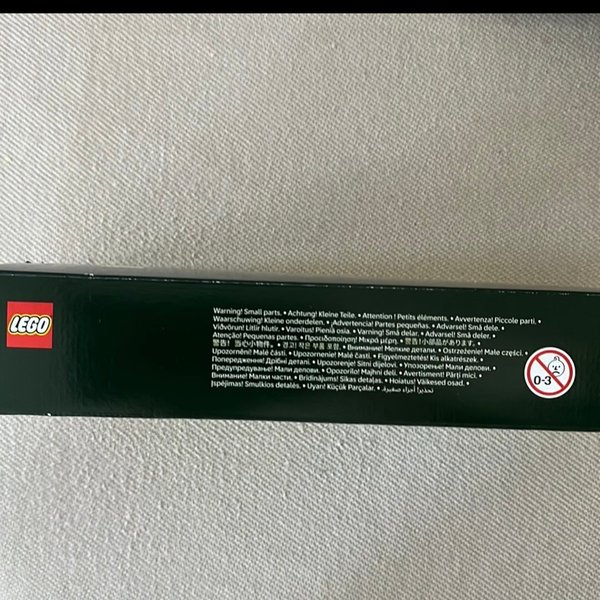 LEGO
Warning! Small parts. • Achtung! Kleine Teile. • Attention ! Petits éléments. • Avvertenza! Piccole parti. •
Waarschuwing! Kleine onderdelen. • ¡Advertencia! Partes pequeñas. • Advarsel! Små dele. •
Viðvörun! Litlir hlutir. • Varoitus! Pieniä osia. • Varning! Små delar. • Advarsel! Små deler. •
Atenção! Pequenas partes. • Προειδοποίηση! Μικρά μέρη. • 警告! 小部品があります。 •
警告! 当心小物件。 • 경고! 작은 부품 포함. • Внимание! Мелкие детали. • Ostrzeżenie! Małe części. •
Upozornění! Malé části. • Upozornenie! Malé časti. • Figyelmeztetés! Kis alkatrészek. •
Попередження! Дрібні деталі. • Upozorenje! Sitni dijelovi. • Упозорење! Мали делови. •
Предупредување! Мали делови. • Opozorilo! Majhni deli. • Avertisment! Părți mici. •
Внимание! Малки части. • Brīdinājums! Sīkas detaļas. • Hoiatus! Väikesed osad. •
Įspėjimas! Smulkios detalės. • Uyarı! Küçük Parçalar. • تحذير! أجزاء صغيرة.
0-3